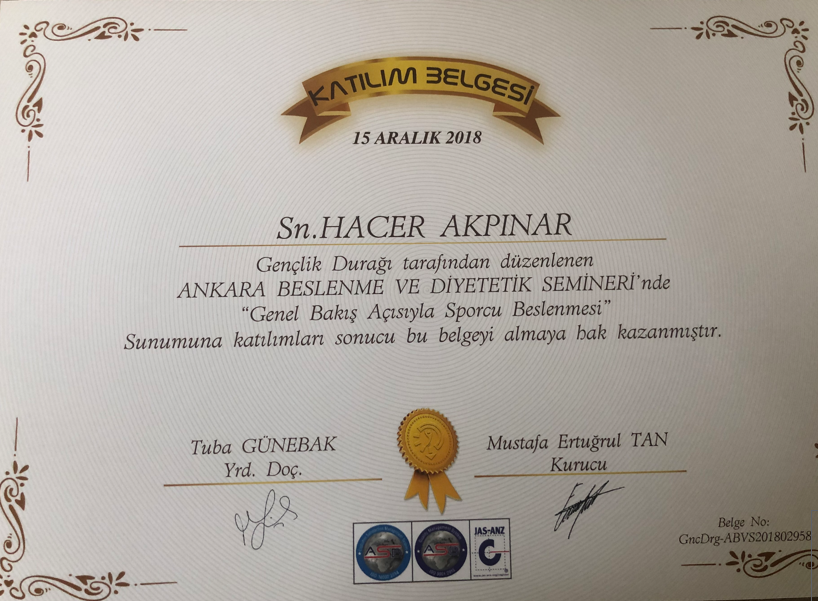 KATILIM BELGESİ
15 ARALIK 2018
Sn.HACER AKPINAR
Gençlik Durağı tarafından düzenlenen
ANKARA BESLENME VE DİYETETİK SEMİNERİ’nde
“Genel Bakış Açısıyla Sporcu Beslenmesi”
Sunumuna katılımları sonucu bu belgeyi almaya hak kazanmıştır.
Tuba GÜNEBAK
Yrd. Doç.
Mustafa Ertuğrul TAN
Kurucu
JAS-ANZ
Belge No:
GncDrg-ABVS201802958